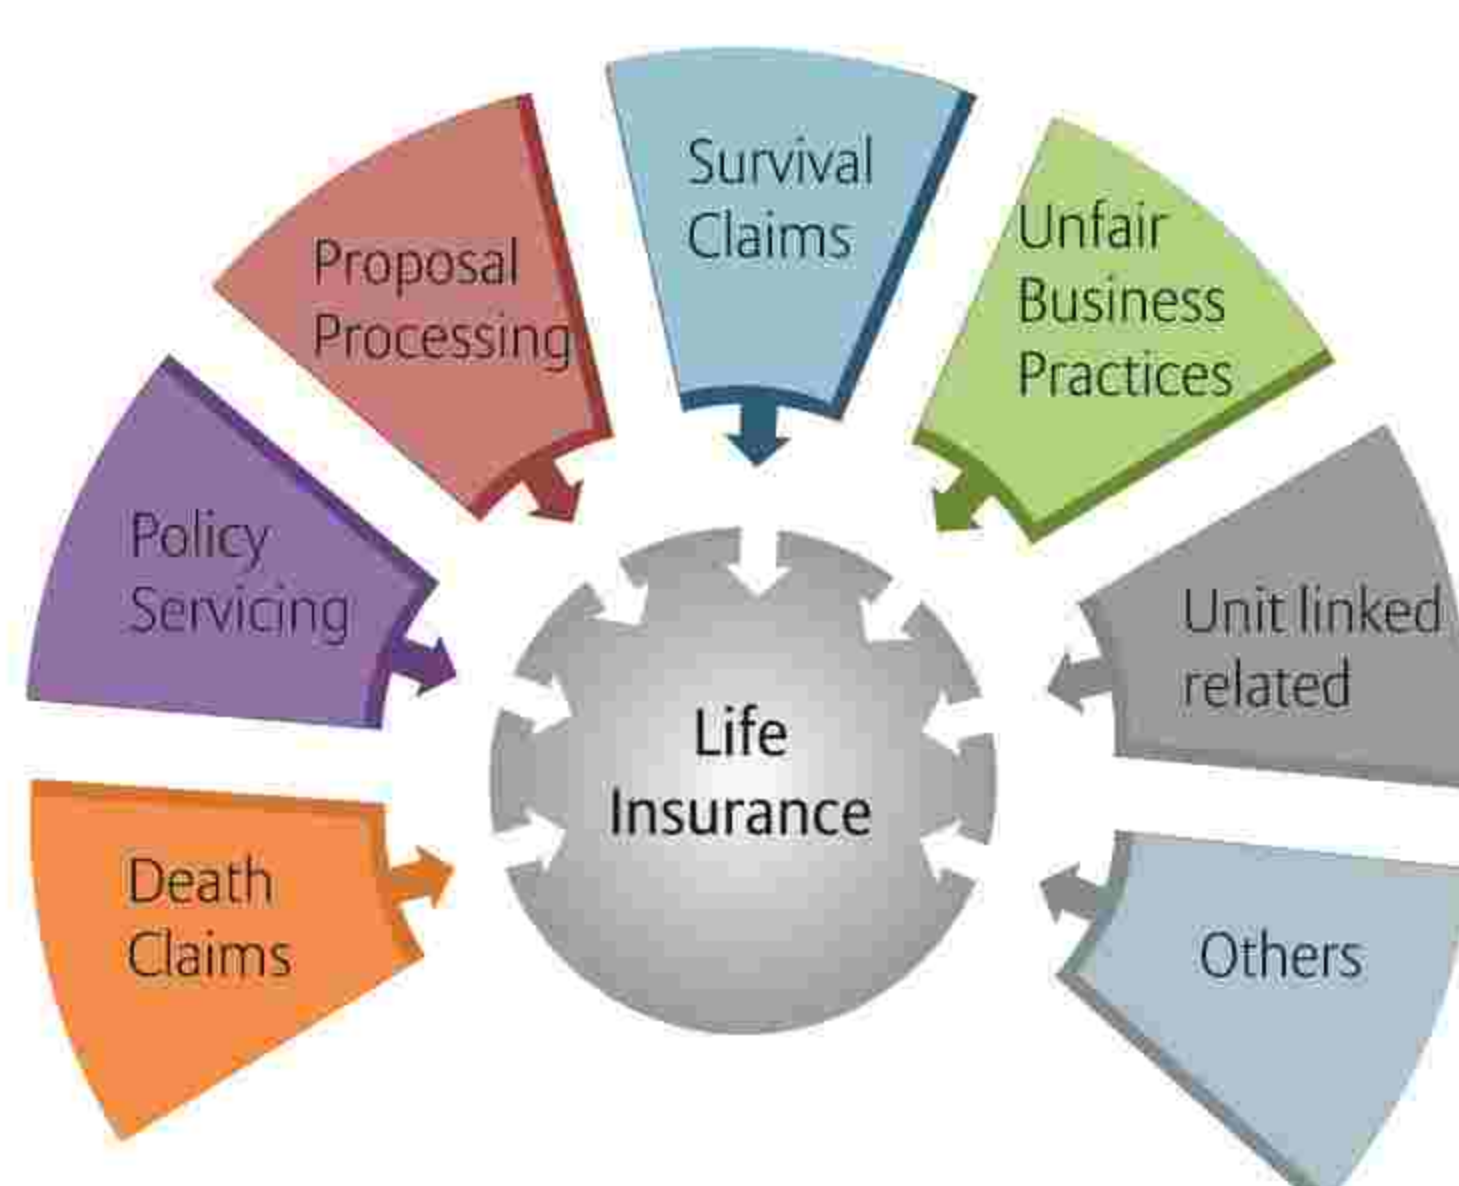 Survival
Claims
Unfair
Business
Practices
Proposal
Processing
Policy
Servicing
Unit linked
related
Life
Insurance
Death
Claims
Others